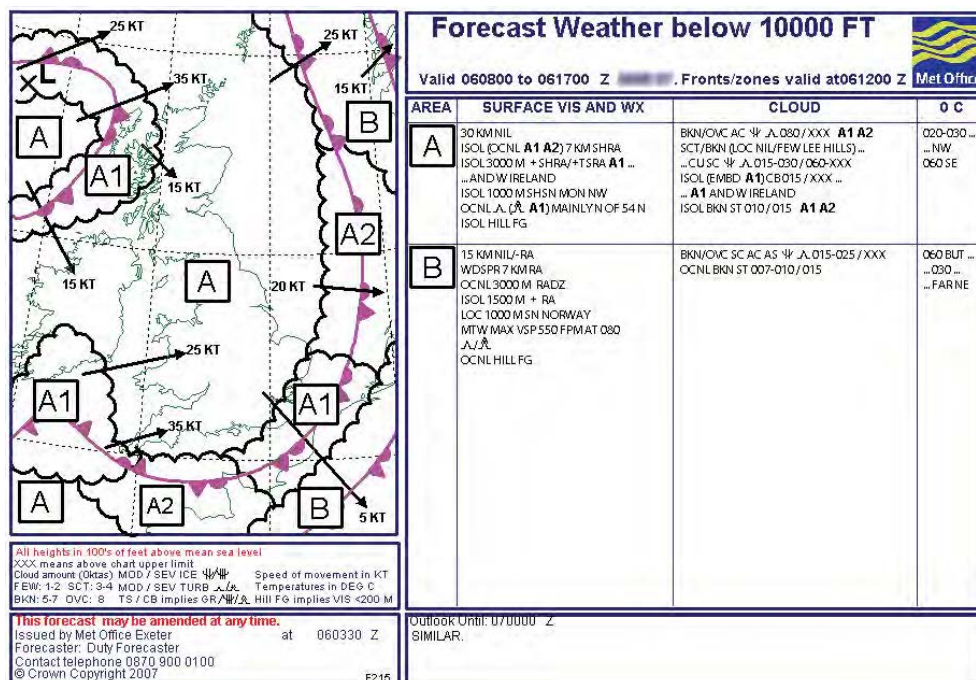 25 KT
25 KT
L
35 KT
15 KT
A
B
A1
15 KT
A2
15 KT
A
20 KT
25 KT
A1
A1
35 KT
A
A2
B
5 KT
All heights in 100's of feet above mean sea level
XXX means above chart upper limit
Cloud amount (Oktas) MOD / SEV ICE Speed of movement in KT
FEW: 1-2 SCT: 3-4 MOD / SEV TURB Temperatures in DEG C
BKN: 5-7 OVC: 8 TS / CB implies GR Hill FG implies VIS <200 M
This forecast may be amended at any time.
Issued by Met Office Exeter at 060330 Z
Forecaster: Duty Forecaster
Contact telephone 0870 900 0100
© Crown Copyright 2007
F215
Forecast Weather below 10000 FT
Valid 060800 to 061700 Z . Fronts/zones valid at061200 Z
Met Office
AREA SURFACE VIS AND WX CLOUD 0 C
A
30 KM NIL
ISOL (OCNL A1 A2) 7 KM SHRA
ISOL 3000 M + SHRA/+TSRA A1 ...
... AND W IRELAND
ISOL 1000 M SHSN MON NW
OCNL (A1) MAINLY N OF 54 N
ISOL HILL FG
BKN/OVC AC 080 / XXX A1 A2
SCT/BKN (LOC NIL/FEW LEE HILLS) ...
...CU SC 015-030 / 060-XXX
ISOL (EMBD A1) CB 015 / XXX ...
... A1 AND W IRELAND
ISOL BKN ST 010 / 015 A1 A2
020-030 ...
... NW
060 SE
B
15 KM NIL/-RA
WDSPR 7 KM RA
OCNL 3000 M RADZ
ISOL 1500 M + RA
LOC 1000 M SN NORWAY
MTW MAX VSP 550 FPM AT 080
OCNL HILL FG
BKN/OVC SC AC AS 015-025 / XXX
OCNL BKN ST 007-010 / 015
060 BUT ...
...030 ...
... FAR NE
Outlook Until: 070000 Z
SIMILAR.